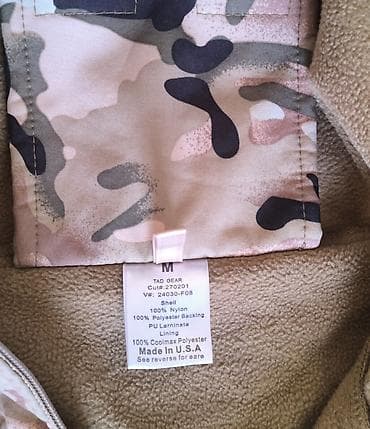 M
TAD GEAR
Cut#:270201
V#: 24030-F08
Shell
100% Nylon
100% Polyester Backing
PU Laminate
Lining
100% Coolmax Polyester
Made In U.S.A
See reverse for care